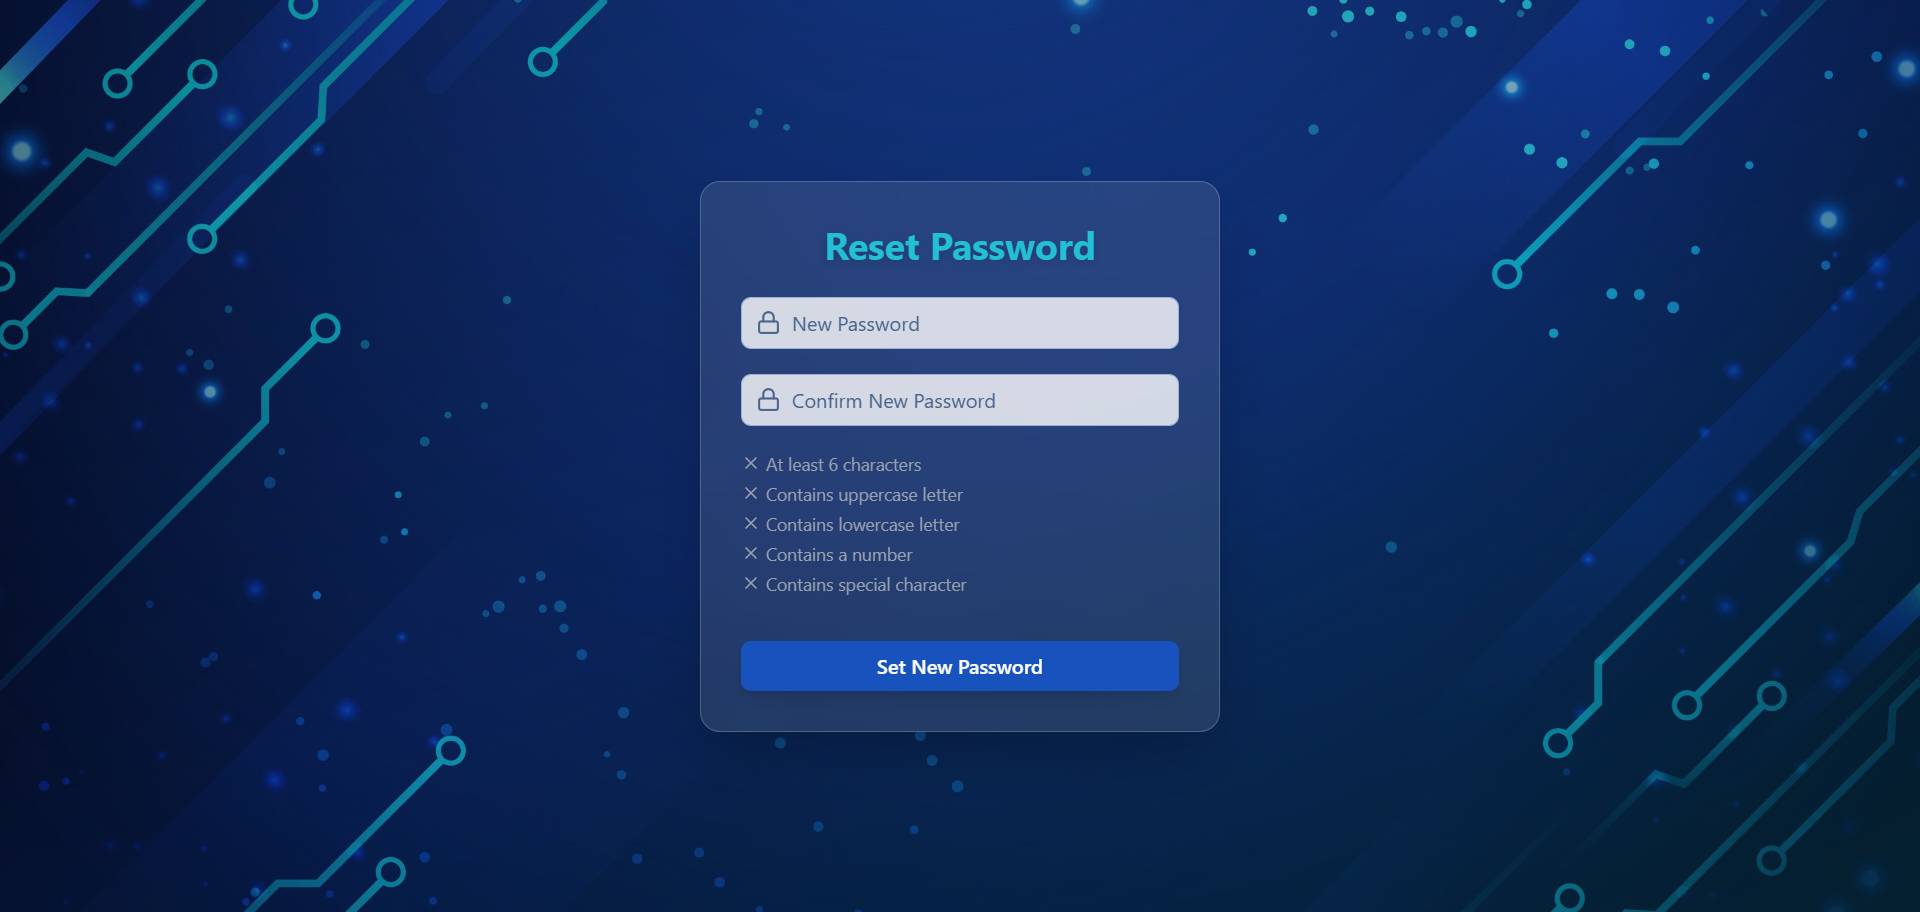 Reset Password
New Password
Confirm New Password
At least 6 characters
Contains uppercase letter
Contains lowercase letter
Contains a number
Contains special character
Set New Password